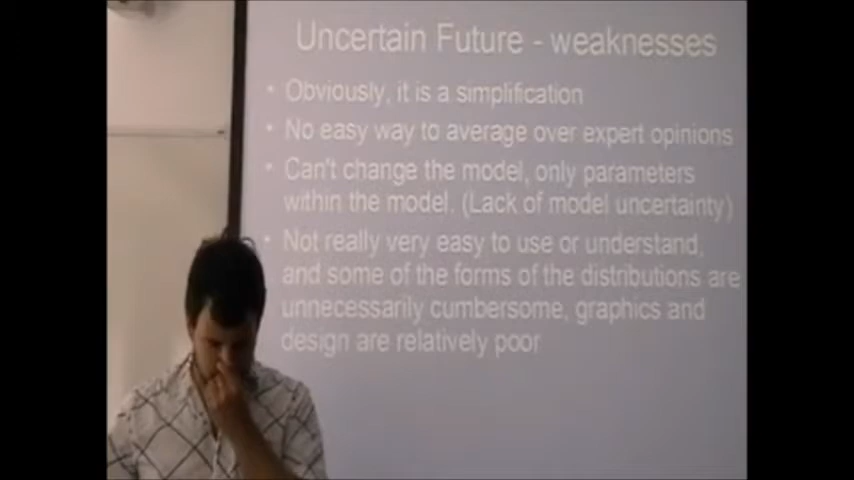 Uncertain Future - weaknesses
• Obviously, it is a simplification
• No easy way to average over expert opinions
• Can't change the model, only parameters
within the model. (Lack of model uncertainty)
• Not really very easy to use or understand,
and some of the forms of the distributions are
unnecessarily cumbersome, graphics and
design are relatively poor